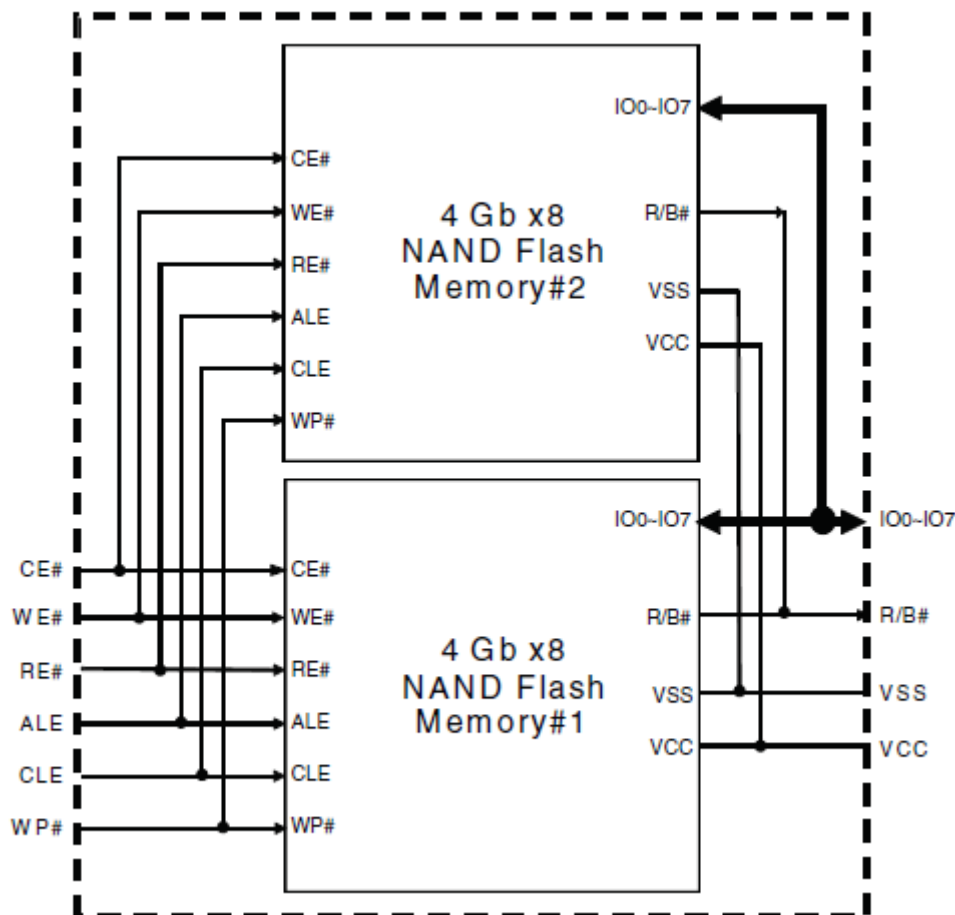 IO0~IO7
CE#
WE#
R/B#
4 Gb x8
NAND Flash
Memory#2
RE#
VSS
ALE
VCC
CLE
WP#
IO0~IO7
IO0~IO7
CE#
CE#
WE#
WE#
R/B#
R/B#
4 Gb x8
NAND Flash
Memory#1
RE#
RE#
VSS
VSS
ALE
ALE
VCC
VCC
CLE
CLE
WP#
WP#